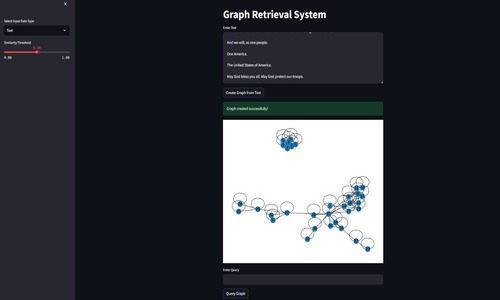 Graph Retrieval System
Select Input Data Type
Text
Similarity Threshold
0.00 1.00
Enter Text
And we will, as one people.
One America.
The United States of America.
May God bless you all. May God protect our troops.
Create Graph from Text
Graph created successfully!
Enter Query
Query Graph